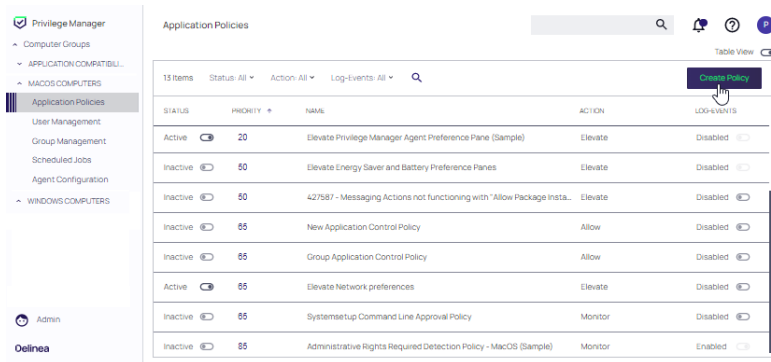 Privilege Manager
Application Policies
P
Computer Groups
Table View
APPLICATION COMPATIBILI...
MACOS COMPUTERS
13 Items Status: All Action: All Log-Events: All
Create Policy
Application Policies
User Management
Group Management
Scheduled Jobs
Agent Configuration
WINDOWS COMPUTERS
STATUS PRIORITY NAME ACTION LOG-EVENTS
Active 20 Elevate Privilege Manager Agent Preference Pane (Sample) Elevate Disabled
Inactive 50 Elevate Energy Saver and Battery Preference Panes Elevate Disabled
Inactive 50 427587 - Messaging Actions not functioning with "Allow Package Insta... Elevate Disabled
Inactive 65 New Application Control Policy Allow Disabled
Inactive 65 Group Application Control Policy Allow Disabled
Active 65 Elevate Network preferences Elevate Disabled
Inactive 65 Systemsetup Command Line Approval Policy Monitor Disabled
Inactive 85 Administrative Rights Required Detection Policy - MacOS (Sample) Monitor Enabled
Admin
Delinea